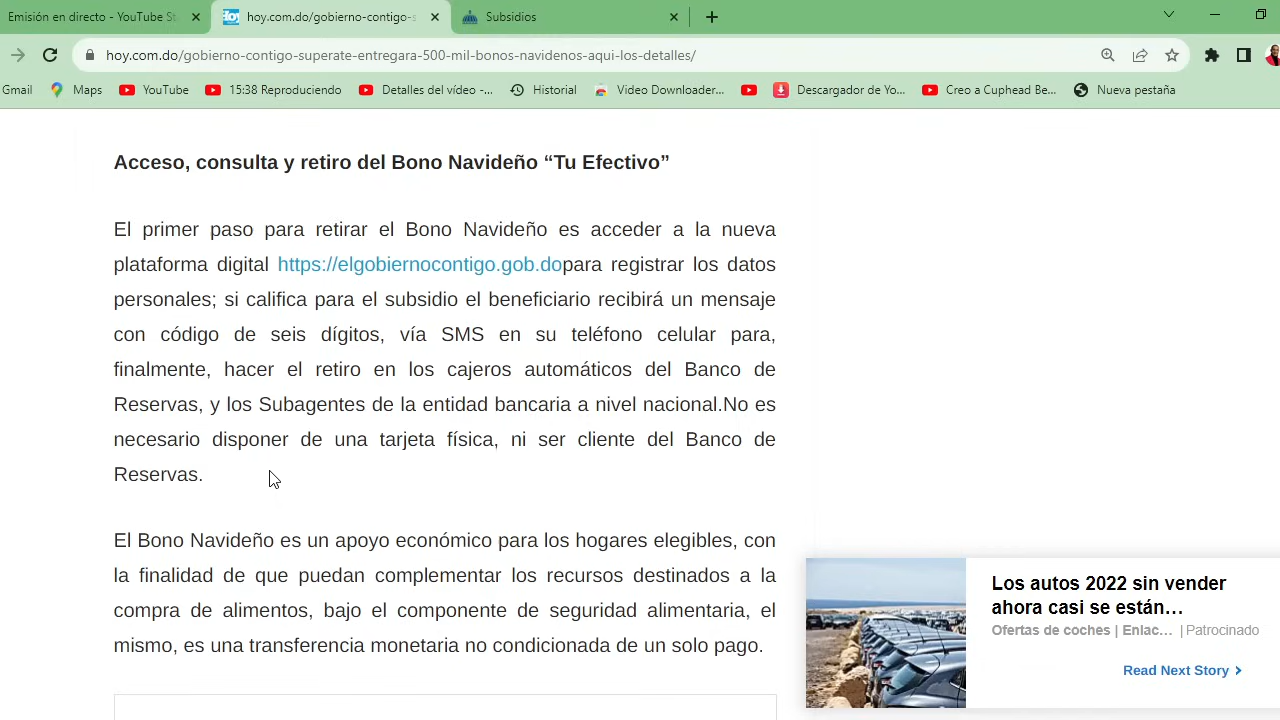 Emisión en directo - YouTube St
hoy.com.do/gobierno-contigo-s
Subsidios
hoy.com.do/gobierno-contigo-superate-entregara-500-mil-bonos-navidenos-aqui-los-detalles/
Gmail
Maps
YouTube
15:38 Reproduciendo
Detalles del vídeo -...
Historial
Video Downloader...
Descargador de Yo...
Creo a Cuphead Be...
Nueva pestaña
Acceso, consulta y retiro del Bono Navideño “Tu Efectivo”
El primer paso para retirar el Bono Navideño es acceder a la nueva
plataforma digital https://elgobiernocontigo.gob.dopara registrar los datos
personales; si califica para el subsidio el beneficiario recibirá un mensaje
con código de seis dígitos, vía SMS en su teléfono celular para,
finalmente, hacer el retiro en los cajeros automáticos del Banco de
Reservas, y los Subagentes de la entidad bancaria a nivel nacional.No es
necesario disponer de una tarjeta física, ni ser cliente del Banco de
Reservas.
El Bono Navideño es un apoyo económico para los hogares elegibles, con
la finalidad de que puedan complementar los recursos destinados a la
compra de alimentos, bajo el componente de seguridad alimentaria, el
mismo, es una transferencia monetaria no condicionada de un solo pago.
Los autos 2022 sin vender
ahora casi se están...
Ofertas de coches | Enlac... | Patrocinado
Read Next Story